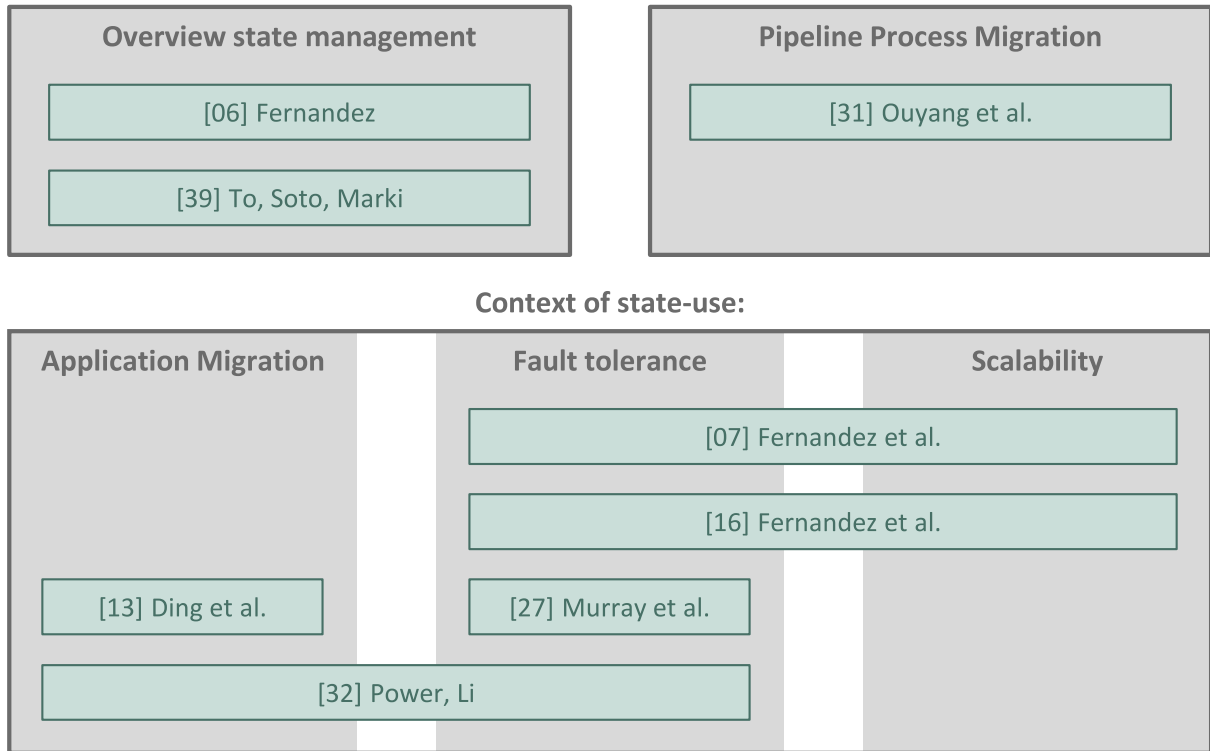 Overview state management
[06] Fernandez
[39] To, Soto, Marki
Pipeline Process Migration
[31] Ouyang et al.
Context of state-use:
Application Migration
Fault tolerance
Scalability
[07] Fernandez et al.
[16] Fernandez et al.
[13] Ding et al.
[27] Murray et al.
[32] Power, Li